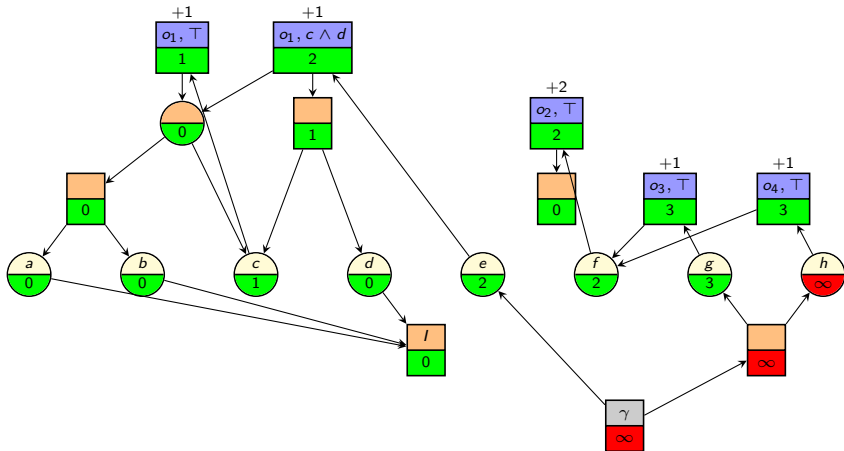 +1 +1
o₁, ⊤ o₁, c ∧ d
1 2
+2
o₂, ⊤
0 1 2
+1 +1
o₃, ⊤ o₄, ⊤
0 0 3 3
a b c d e f g h
0 0 1 0 2 2 3 ∞
I
0 ∞
γ
∞